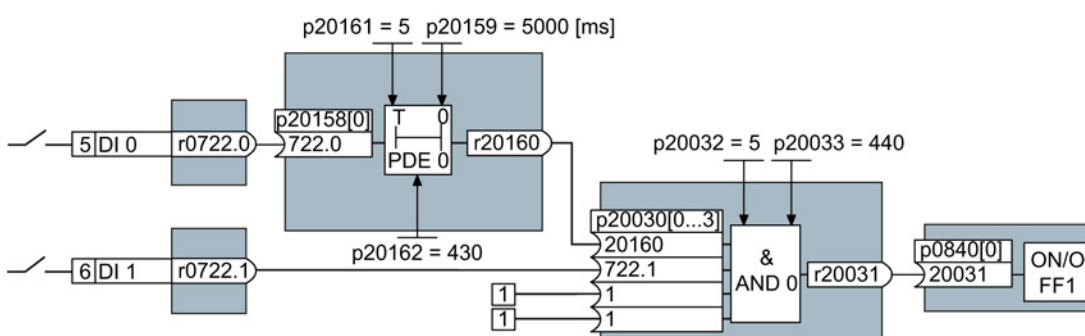 p20161 = 5 p20159 = 5000 [ms]
p20158[0]
T 0
5 DI 0 r0722.0 722.0 PDE 0 r20160
p20162 = 430
p20032 = 5 p20033 = 440
p20030[0...3]
20160
6 DI 1 r0722.1 722.1
1 1
1 1
&
AND 0
r20031
p0840[0]
20031
ON/O
FF1